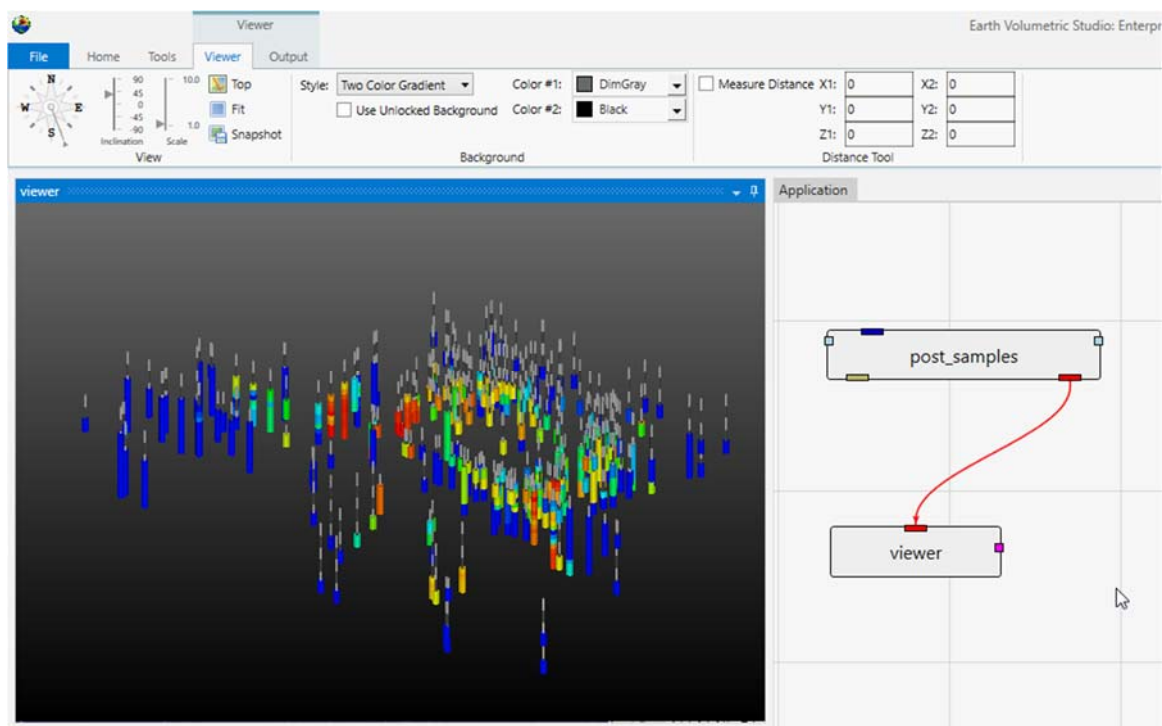 Viewer
Earth Volumetric Studio: Enterpr
File Home Tools Viewer Output
N
W E
S
90
45
0
-45
-90
Inclination
10.0
1.0
Scale
Top
Fit
Snapshot
View
Style: Two Color Gradient
Use Unlocked Background
Color #1: DimGray
Color #2: Black
Background
Measure Distance X1: 0 X2: 0
Y1: 0 Y2: 0
Z1: 0 Z2: 0
Distance Tool
viewer
Application
post_samples
viewer